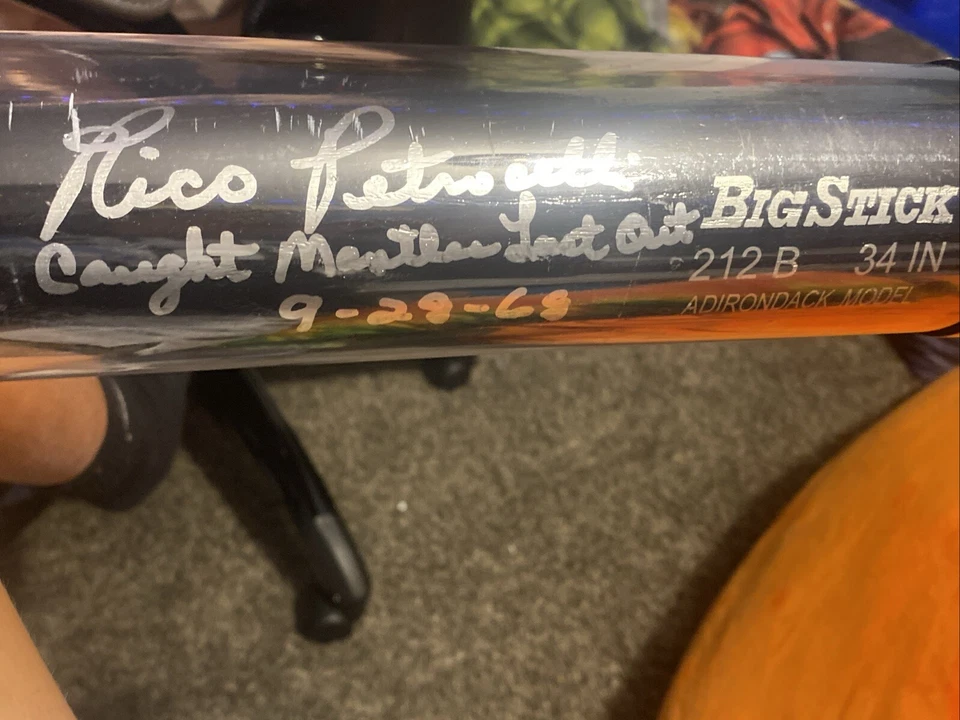 Rico Petrocelli
Caught Mantles Last Out
9-28-68
BIG STICK
212 B 34 IN
ADIRONDACK MODEL